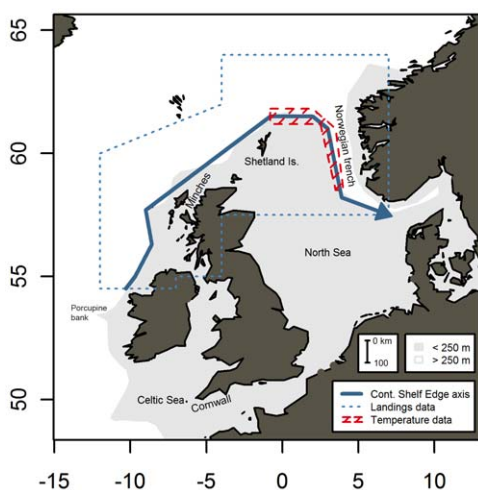 65
60
55
50
-15
-10
-5
0
5
10
Shetland Is.
Norwegian trench
Minches
North Sea
Porcupine
bank
Celtic Sea
Cornwall
0 km
100
< 250 m
> 250 m
Cont. Shelf Edge axis
Landings data
Temperature data